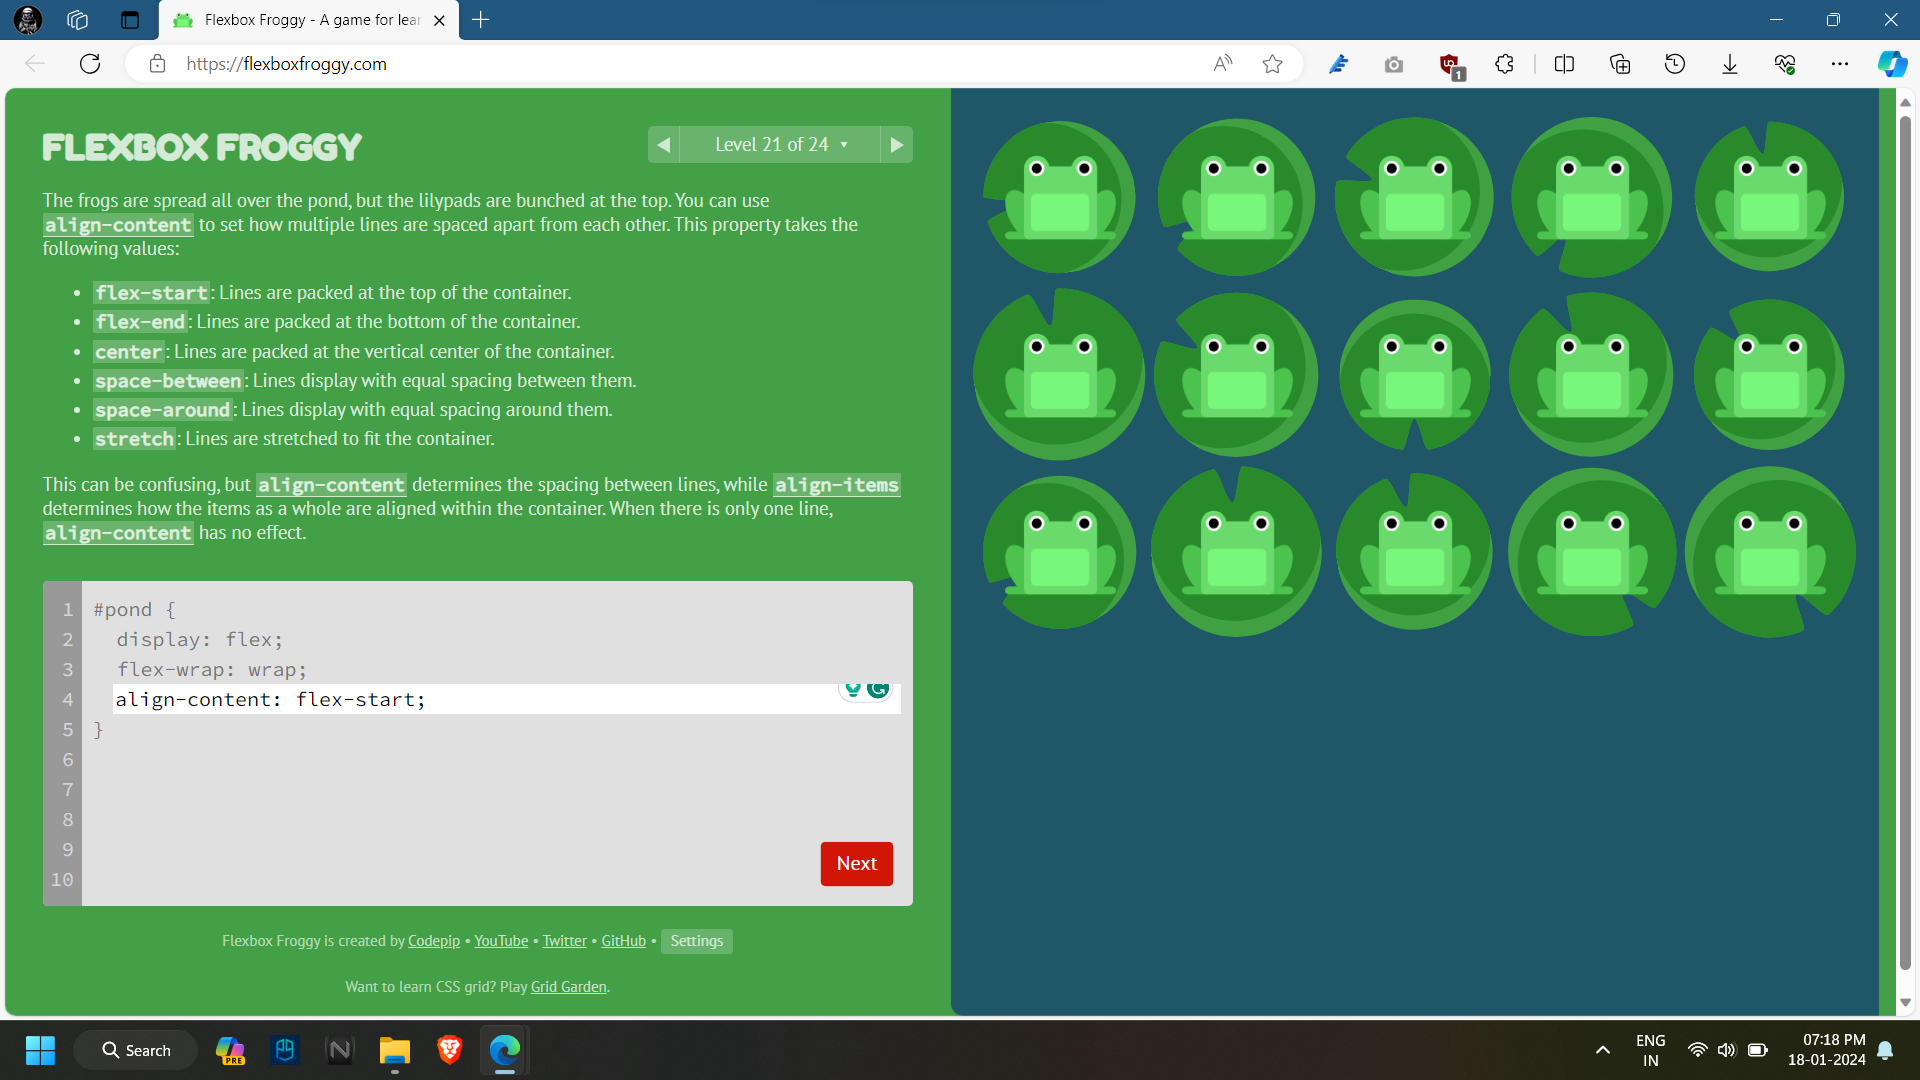 Flexbox Froggy - A game for lear
https://flexboxfroggy.com
1
FLEXBOX FROGGY
Level 21 of 24
The frogs are spread all over the pond, but the lilypads are bunched at the top. You can use
align-content to set how multiple lines are spaced apart from each other. This property takes the
following values:
• flex-start: Lines are packed at the top of the container.
• flex-end: Lines are packed at the bottom of the container.
• center: Lines are packed at the vertical center of the container.
• space-between: Lines display with equal spacing between them.
• space-around: Lines display with equal spacing around them.
• stretch: Lines are stretched to fit the container.
This can be confusing, but align-content determines the spacing between lines, while align-items
determines how the items as a whole are aligned within the container. When there is only one line,
align-content has no effect.
1 #pond {
2 display: flex;
3 flex-wrap: wrap;
4 align-content: flex-start;
5 }
6
7
8
9
10
Next
Flexbox Froggy is created by Codepip • YouTube • Twitter • GitHub • Settings
Want to learn CSS grid? Play Grid Garden.
Search
PRE
ENG
IN
07:18 PM
18-01-2024